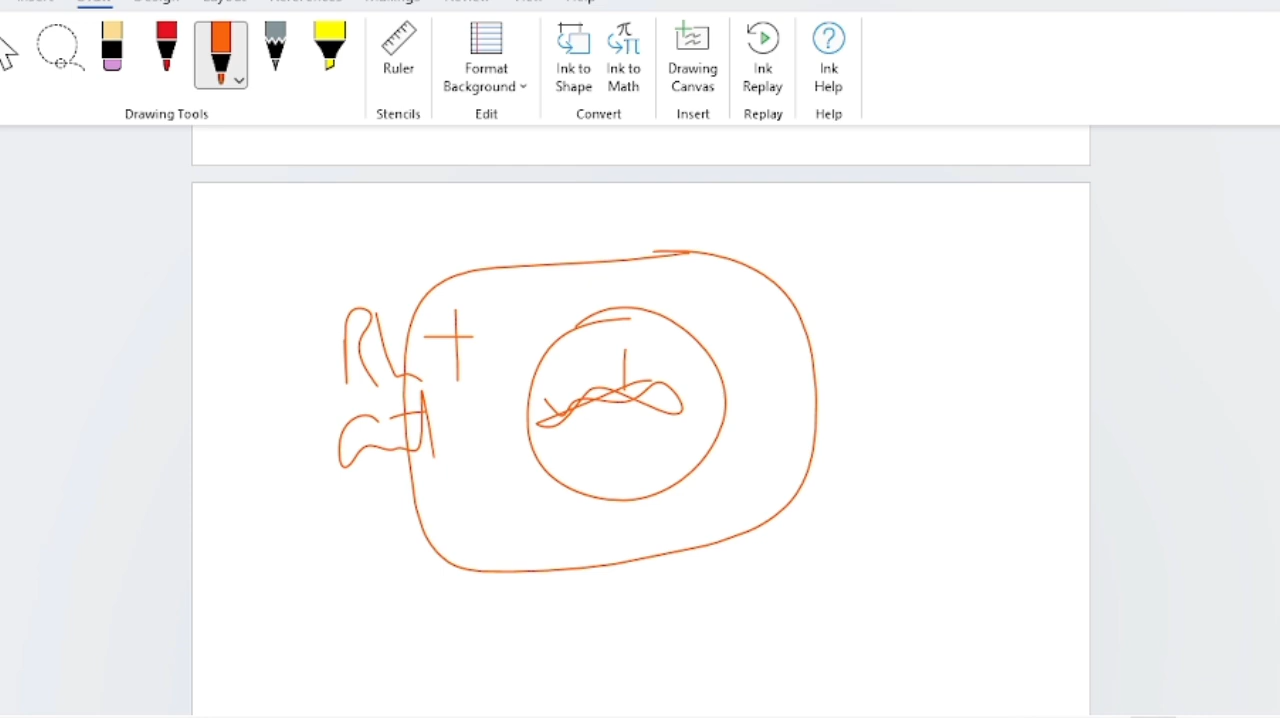 Draw
Ruler
Format
Background
Ink to
Shape
Ink to
Math
Drawing
Canvas
Ink
Replay
Ink
Help
Drawing Tools
Stencils
Edit
Convert
Insert
Replay
Help
+